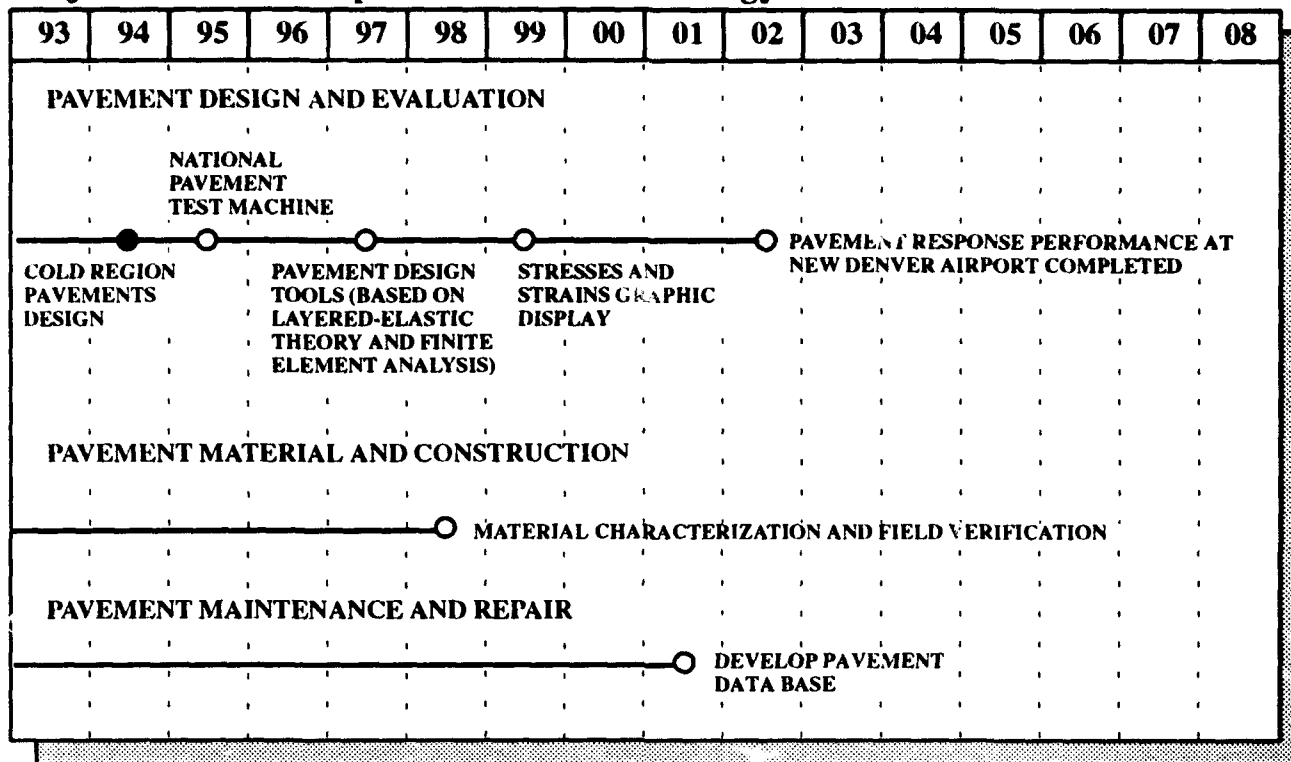 93 94 95 96 97 98 99 00 01 02 03 04 05 06 07 08
PAVEMENT DESIGN AND EVALUATION
NATIONAL
PAVEMENT
TEST MACHINE
PAVEMENT RESPONSE PERFORMANCE AT
NEW DENVER AIRPORT COMPLETED
COLD REGION
PAVEMENTS
DESIGN
PAVEMENT DESIGN
TOOLS (BASED ON
LAYERED-ELASTIC
THEORY AND FINITE
ELEMENT ANALYSIS)
STRESSES AND
STRAINS GRAPHIC
DISPLAY
PAVEMENT MATERIAL AND CONSTRUCTION
MATERIAL CHARACTERIZATION AND FIELD VERIFICATION
PAVEMENT MAINTENANCE AND REPAIR
DEVELOP PAVEMENT
DATA BASE